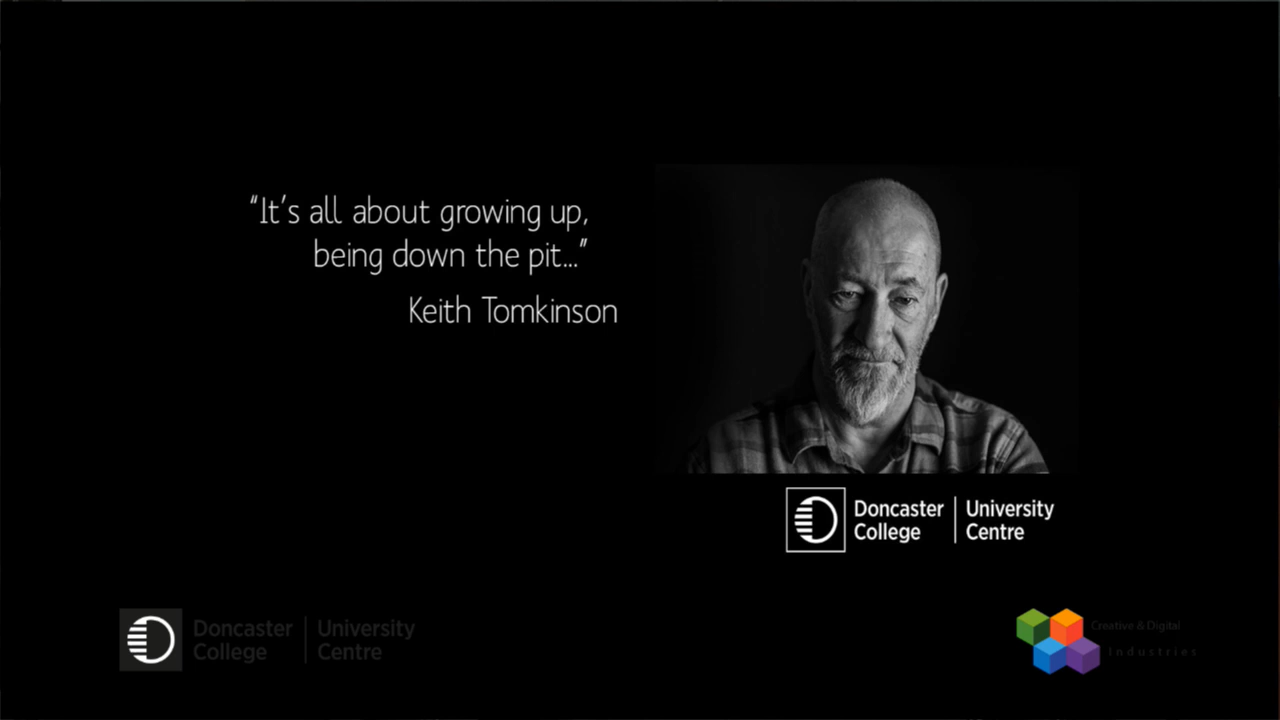 “It’s all about growing up,
being down the pit...”
Keith Tomkinson
Doncaster College
University Centre
Doncaster College
University Centre
Creative & Digital
Industries